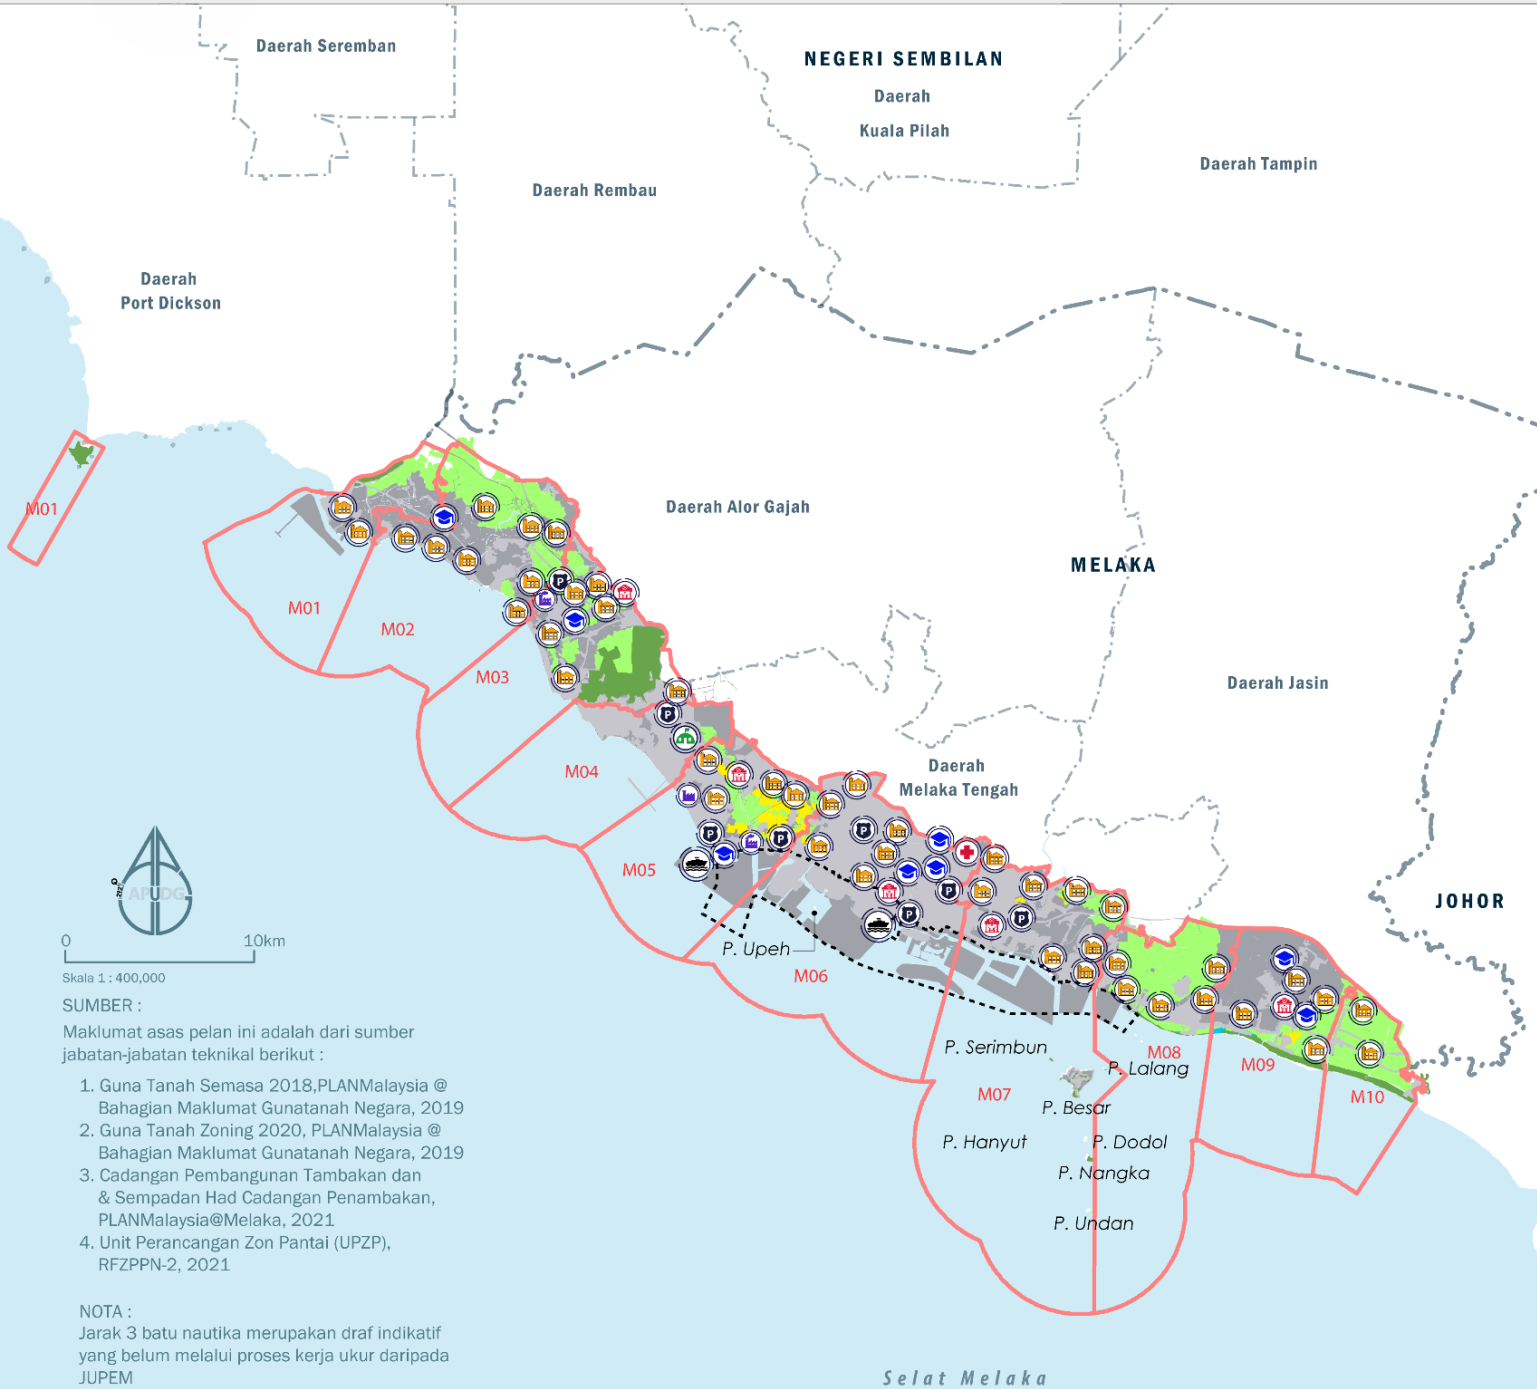 Daerah Seremban
NEGERI SEMBILAN
Daerah
Kuala Pilah
Daerah Tampin
Daerah Rembau
Daerah
Port Dickson
M01
Daerah Alor Gajah
MELAKA
M01
M02
M03
Daerah Jasin
M04
Daerah
Melaka Tengah
M05
JOHOR
P. Upeh
M06
P. Serimbun
M08
P. Lalang
M09
M07
M10
P. Besar
P. Hanyut
P. Dodol
P. Nangka
P. Undan
APUDG
0 10km
Skala 1 : 400,000
SUMBER :
Maklumat asas pelan ini adalah dari sumber
jabatan-jabatan teknikal berikut :
1. Guna Tanah Semasa 2018,PLANMalaysia @
Bahagian Maklumat Gunatanah Negara, 2019
2. Guna Tanah Zoning 2020, PLANMalaysia @
Bahagian Maklumat Gunatanah Negara, 2019
3. Cadangan Pembangunan Tambakan dan
& Sempadan Had Cadangan Penambakan,
PLANMalaysia@Melaka, 2021
4. Unit Perancangan Zon Pantai (UPZP),
RFZPPN-2, 2021
NOTA :
Jarak 3 batu nautika merupakan draf indikatif
yang belum melalui proses kerja ukur daripada
JUPEM
Selat Melaka